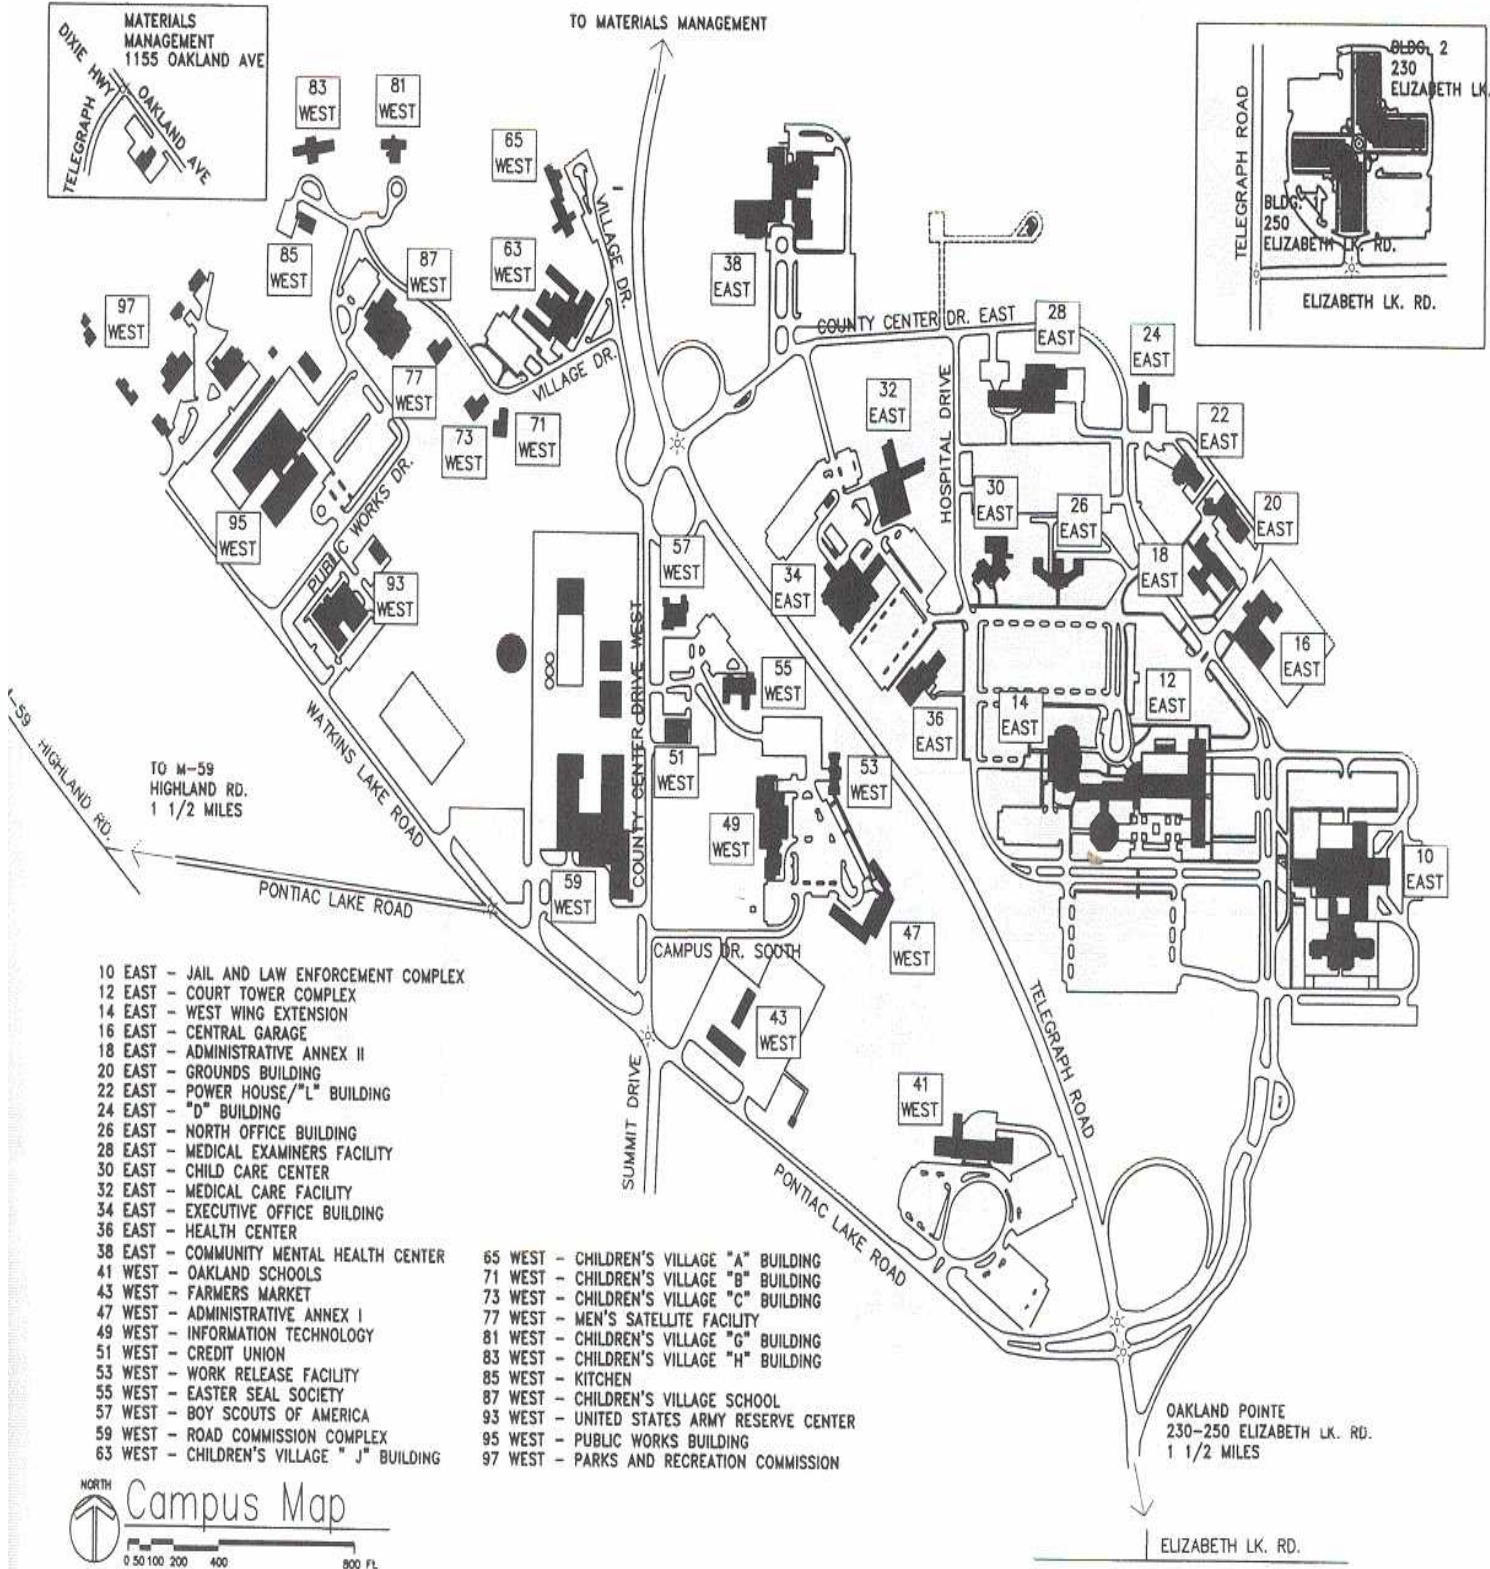 MATERIALS
MANAGEMENT
1155 OAKLAND AVE
DIXIE HWY
OAKLAND AVE
TELEGRAPH
TO MATERIALS MANAGEMENT
BLDG. 2
230
ELIZABETH LK.
TELEGRAPH ROAD
BLDG.
250
ELIZABETH LK. RD.
ELIZABETH LK. RD.
83
WEST
81
WEST
65
WEST
VILLAGE DR.
85
WEST
87
WEST
63
WEST
38
EAST
97
WEST
COUNTY CENTER DR. EAST
28
EAST
24
EAST
VILLAGE DR.
77
WEST
73
WEST
71
WEST
32
EAST
HOSPITAL DRIVE
22
EAST
95
WEST
PUBLIC WORKS DR.
30
EAST
26
EAST
20
EAST
93
WEST
57
WEST
34
EAST
18
EAST
COUNTY CENTER DRIVE WEST
55
WEST
16
EAST
WATKINS LAKE ROAD
36
EAST
14
EAST
12
EAST
-59
HIGHLAND RD.
TO M-59
HIGHLAND RD.
1 1/2 MILES
51
WEST
53
WEST
49
WEST
10
EAST
PONTIAC LAKE ROAD
59
WEST
47
WEST
CAMPUS DR. SOUTH
43
WEST
TELEGRAPH ROAD
SUMMIT DRIVE
41
WEST
PONTIAC LAKE ROAD
10 EAST - JAIL AND LAW ENFORCEMENT COMPLEX
12 EAST - COURT TOWER COMPLEX
14 EAST - WEST WING EXTENSION
16 EAST - CENTRAL GARAGE
18 EAST - ADMINISTRATIVE ANNEX II
20 EAST - GROUNDS BUILDING
22 EAST - POWER HOUSE/"L" BUILDING
24 EAST - "D" BUILDING
26 EAST - NORTH OFFICE BUILDING
28 EAST - MEDICAL EXAMINERS FACILITY
30 EAST - CHILD CARE CENTER
32 EAST - MEDICAL CARE FACILITY
34 EAST - EXECUTIVE OFFICE BUILDING
36 EAST - HEALTH CENTER
38 EAST - COMMUNITY MENTAL HEALTH CENTER
41 WEST - OAKLAND SCHOOLS
43 WEST - FARMERS MARKET
47 WEST - ADMINISTRATIVE ANNEX I
49 WEST - INFORMATION TECHNOLOGY
51 WEST - CREDIT UNION
53 WEST - WORK RELEASE FACILITY
55 WEST - EASTER SEAL SOCIETY
57 WEST - BOY SCOUTS OF AMERICA
59 WEST - ROAD COMMISSION COMPLEX
63 WEST - CHILDREN'S VILLAGE " J" BUILDING
65 WEST - CHILDREN'S VILLAGE "A" BUILDING
71 WEST - CHILDREN'S VILLAGE "B" BUILDING
73 WEST - CHILDREN'S VILLAGE "C" BUILDING
77 WEST - MEN'S SATELLITE FACILITY
81 WEST - CHILDREN'S VILLAGE "G" BUILDING
83 WEST - CHILDREN'S VILLAGE "H" BUILDING
85 WEST - KITCHEN
87 WEST - CHILDREN'S VILLAGE SCHOOL
93 WEST - UNITED STATES ARMY RESERVE CENTER
95 WEST - PUBLIC WORKS BUILDING
97 WEST - PARKS AND RECREATION COMMISSION
OAKLAND POINTE
230-250 ELIZABETH LK. RD.
1 1/2 MILES
NORTH
Campus Map
0 50 100 200 400 800 Ft.
ELIZABETH LK. RD.